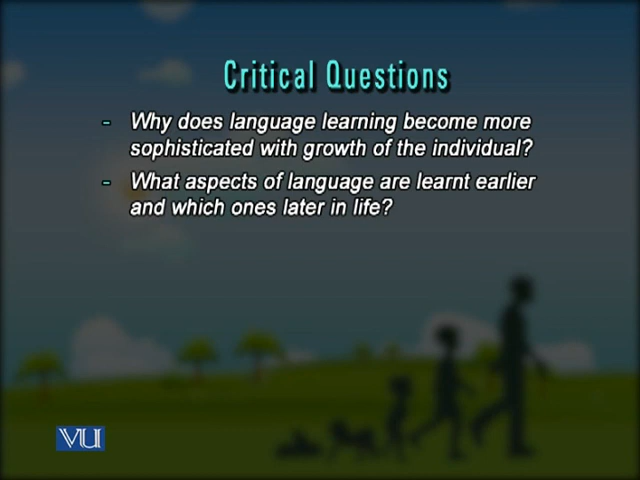 Critical Questions
- Why does language learning become more
sophisticated with growth of the individual?
- What aspects of language are learnt earlier
and which ones later in life?
VU